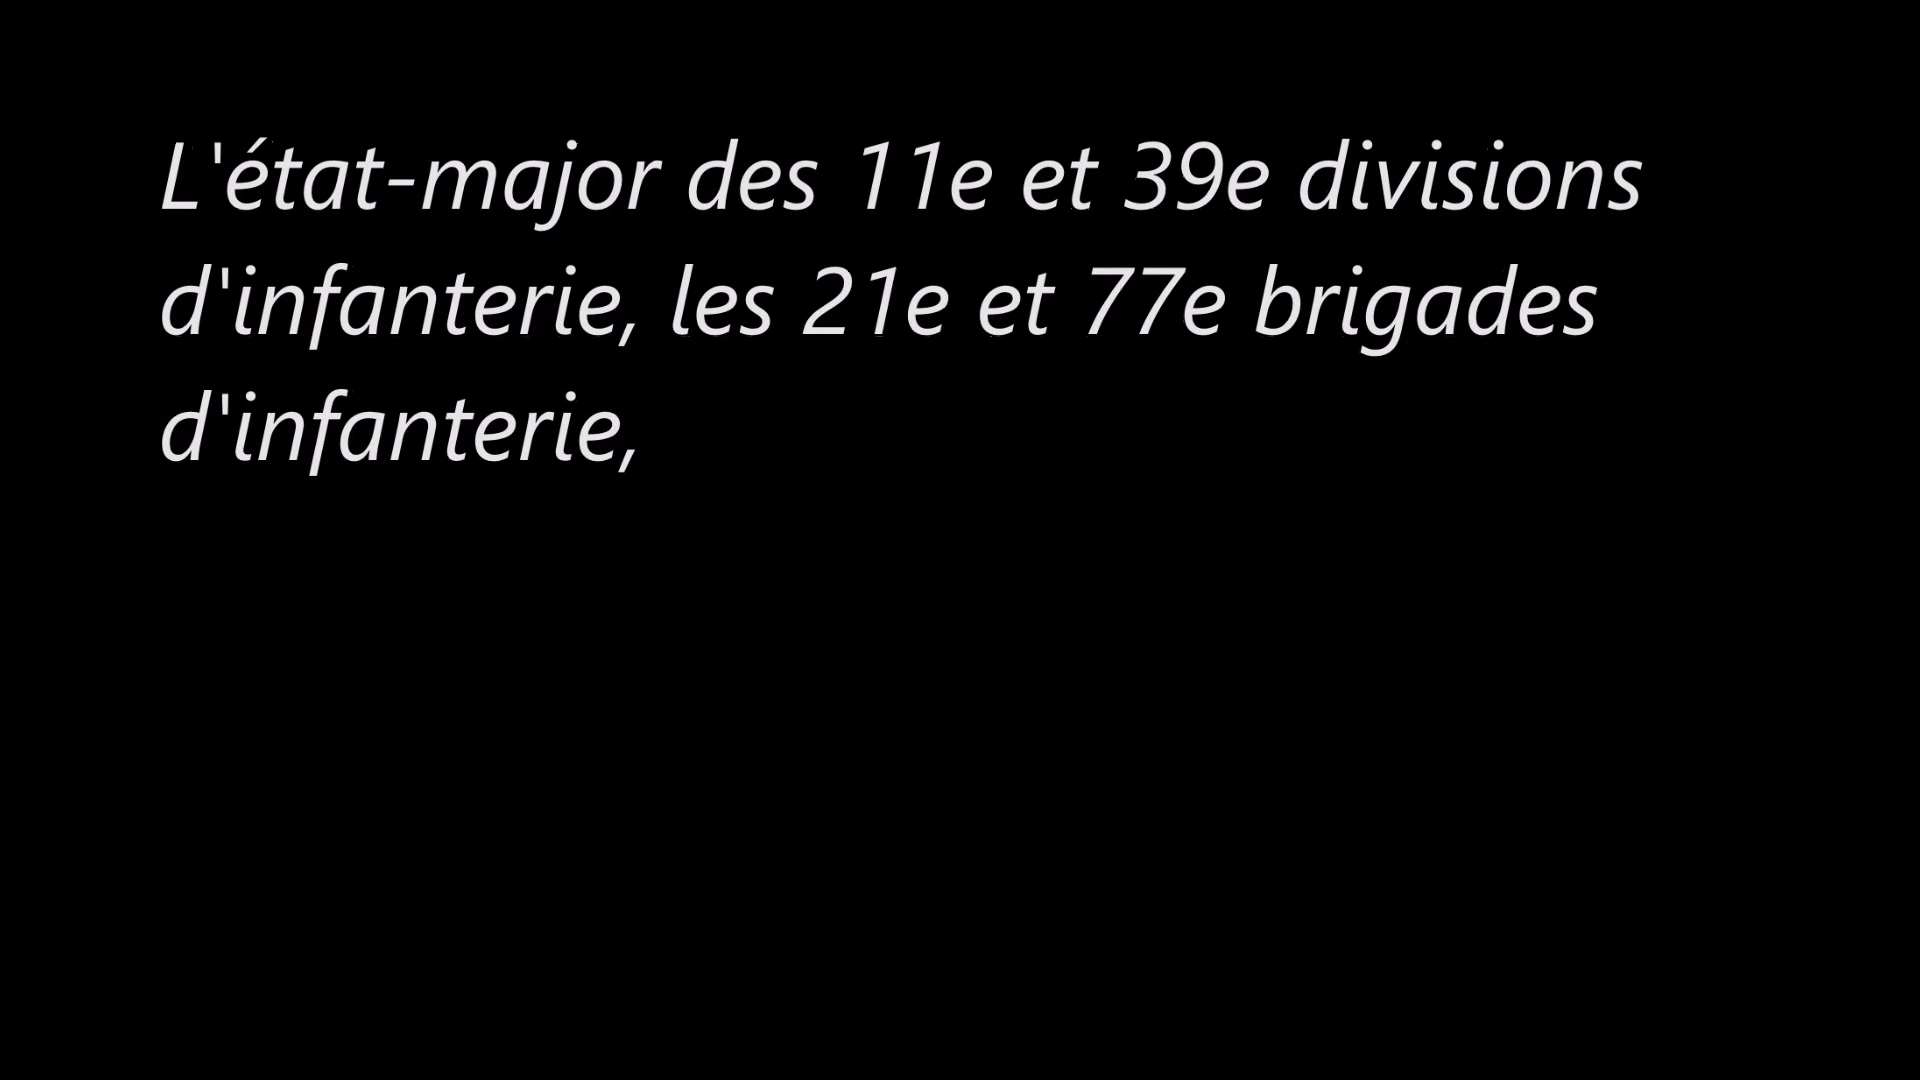 L'état-major des 11e et 39e divisions
d'infanterie, les 21e et 77e brigades
d'infanterie,